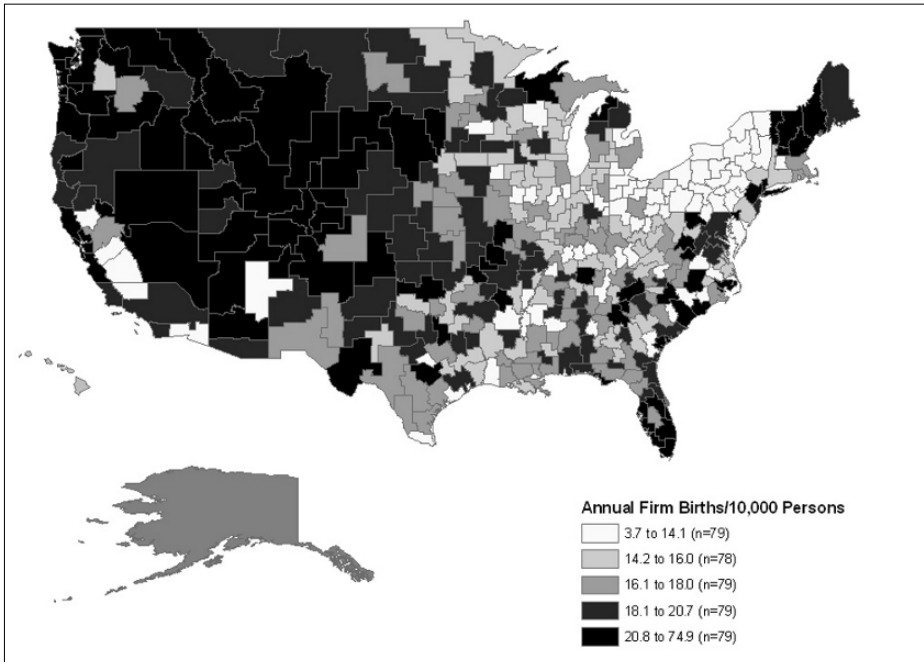 Annual Firm Births/10,000 Persons
3.7 to 14.1 (n=79)
14.2 to 16.0 (n=78)
16.1 to 18.0 (n=79)
18.1 to 20.7 (n=79)
20.8 to 74.9 (n=79)